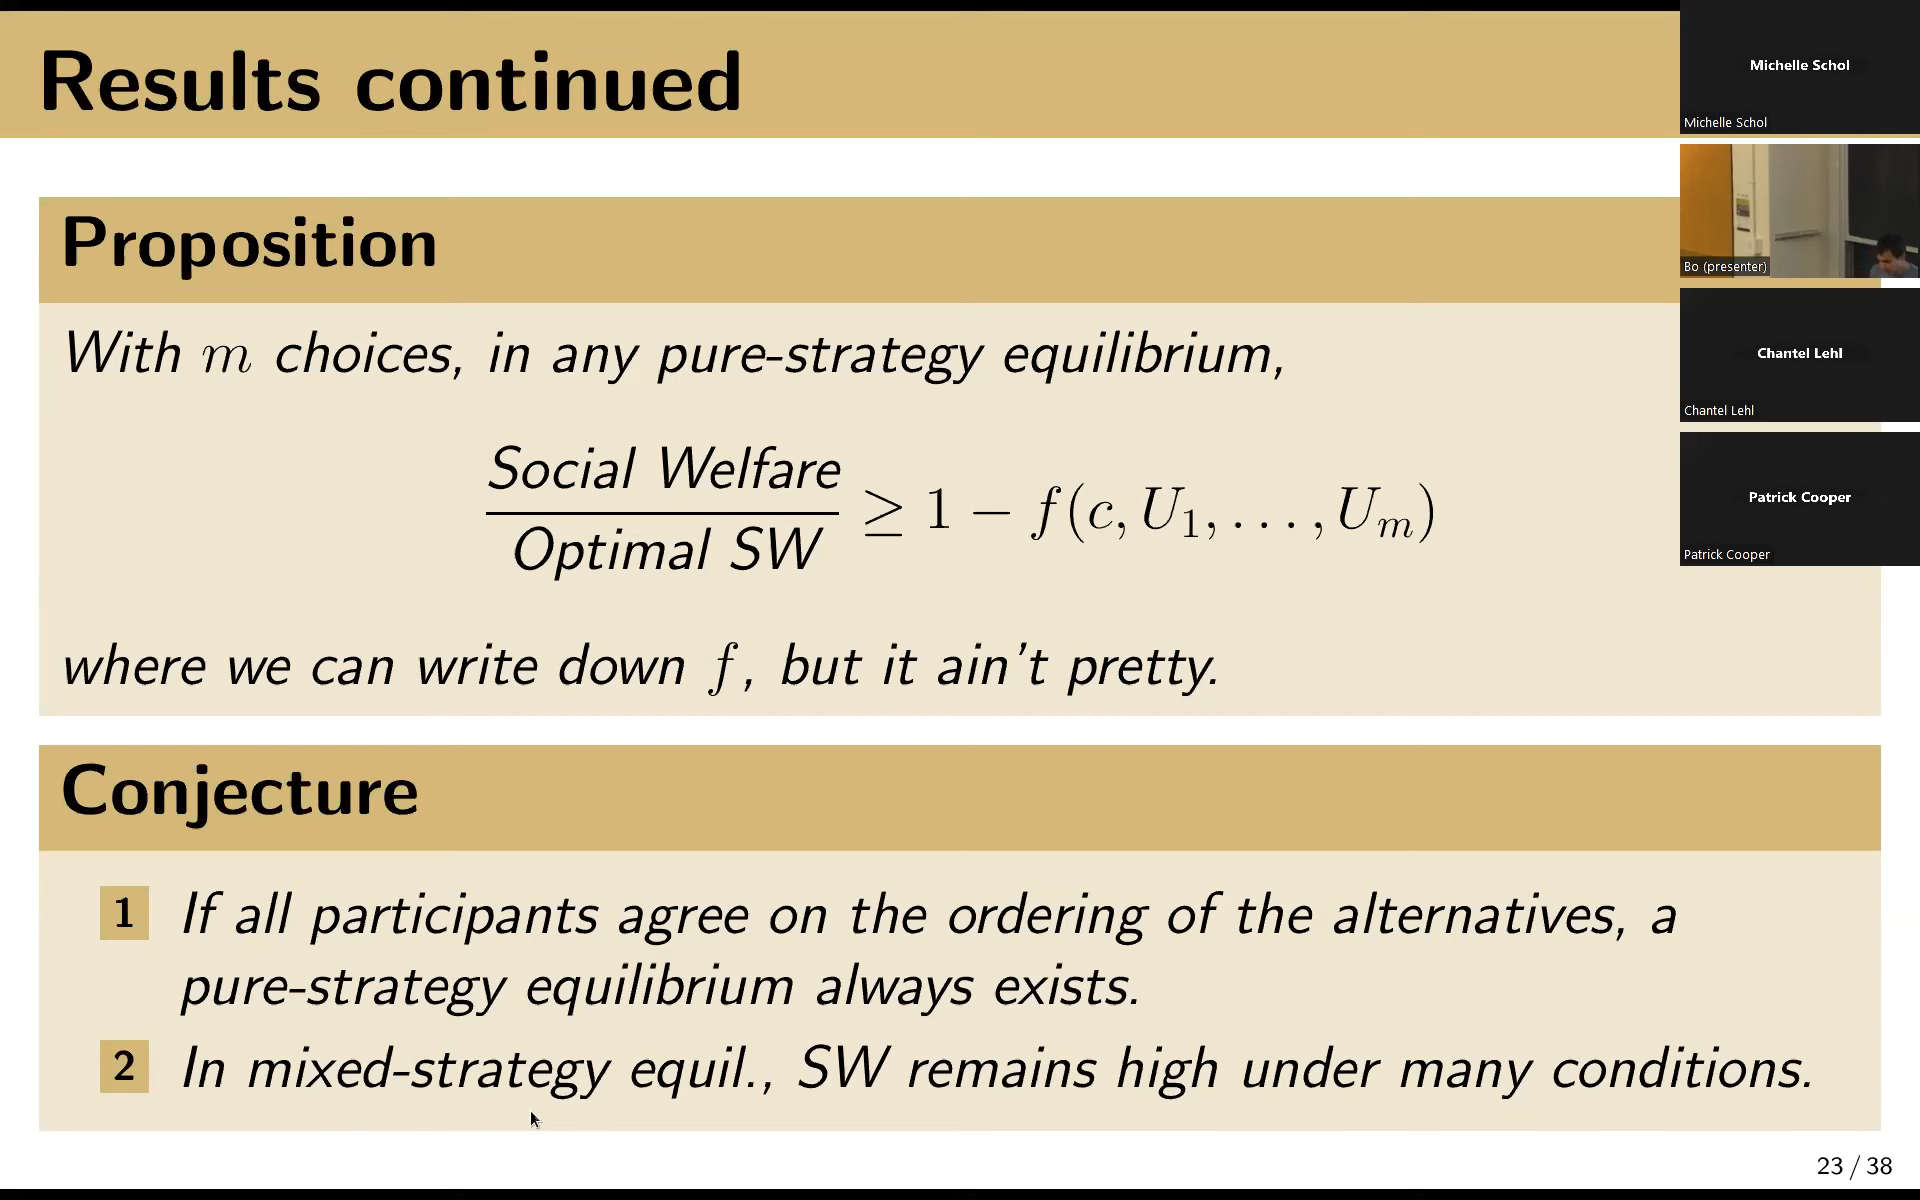 Results continued
Proposition
With m choices, in any pure-strategy equilibrium,
Social Welfare
Optimal SW
≥ 1 − f(c, U₁, . . . , Uₘ)
where we can write down f, but it ain't pretty.
Conjecture
1 If all participants agree on the ordering of the alternatives, a
pure-strategy equilibrium always exists.
2 In mixed-strategy equil., SW remains high under many conditions.
23 / 38
Michelle Schol
Michelle Schol
Bo (presenter)
Chantel Lehl
Chantel Lehl
Patrick Cooper
Patrick Cooper